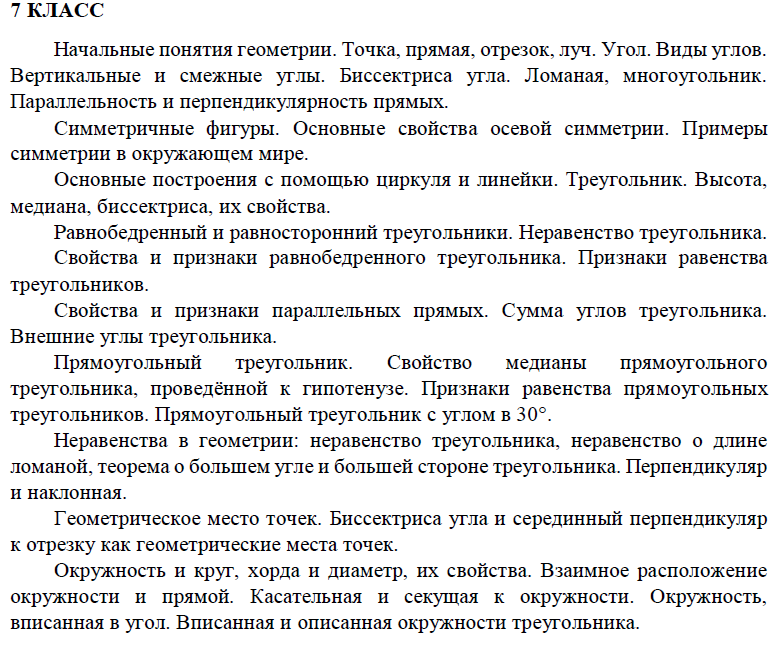 7 КЛАСС
Начальные понятия геометрии. Точка, прямая, отрезок, луч. Угол. Виды углов.
Вертикальные и смежные углы. Биссектриса угла. Ломаная, многоугольник.
Параллельность и перпендикулярность прямых.
Симметричные фигуры. Основные свойства осевой симметрии. Примеры
симметрии в окружающем мире.
Основные построения с помощью циркуля и линейки. Треугольник. Высота,
медиана, биссектриса, их свойства.
Равнобедренный и равносторонний треугольники. Неравенство треугольника.
Свойства и признаки равнобедренного треугольника. Признаки равенства
треугольников.
Свойства и признаки параллельных прямых. Сумма углов треугольника.
Внешние углы треугольника.
Прямоугольный треугольник. Свойство медианы прямоугольного
треугольника, проведённой к гипотенузе. Признаки равенства прямоугольных
треугольников. Прямоугольный треугольник с углом в 30°.
Неравенства в геометрии: неравенство треугольника, неравенство о длине
ломаной, теорема о большем угле и большей стороне треугольника. Перпендикуляр
и наклонная.
Геометрическое место точек. Биссектриса угла и серединный перпендикуляр
к отрезку как геометрические места точек.
Окружность и круг, хорда и диаметр, их свойства. Взаимное расположение
окружности и прямой. Касательная и секущая к окружности. Окружность,
вписанная в угол. Вписанная и описанная окружности треугольника.